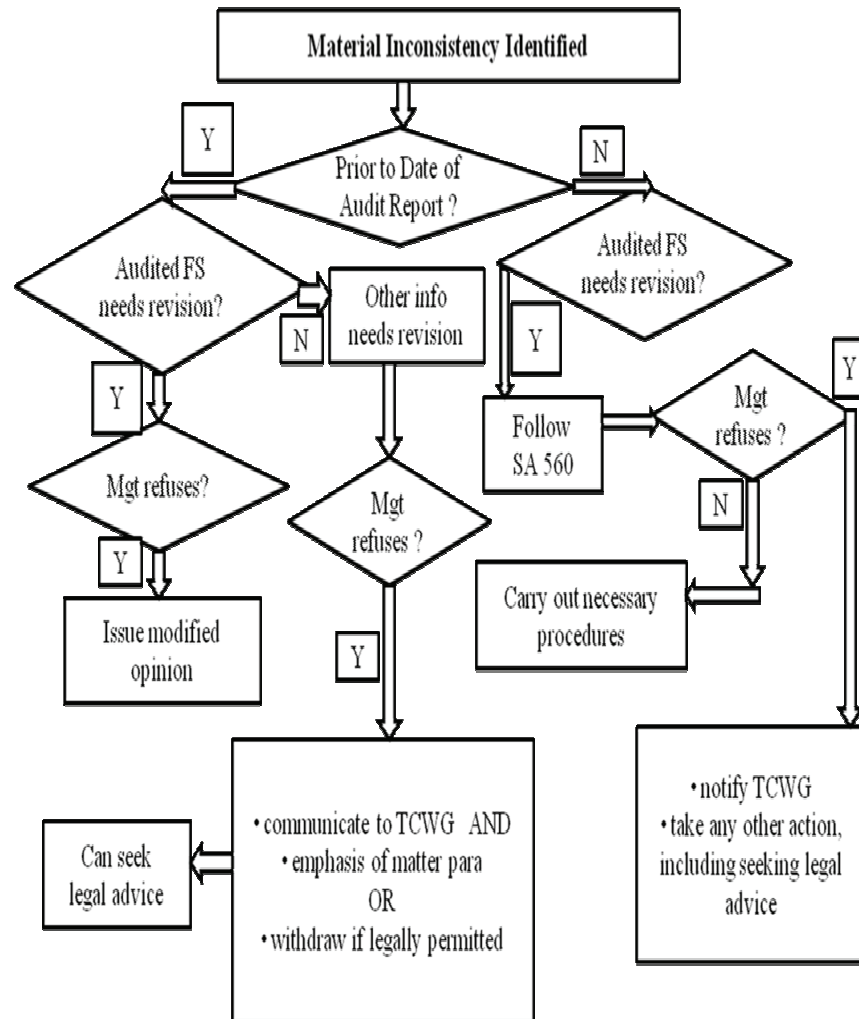 Material Inconsistency Identified
Y
Prior to Date of
Audit Report ?
N
Audited FS
needs revision?
Other info
needs revision
Audited FS
needs revision?
N
Y
Y
Y
Mgt refuses?
Mgt
refuses ?
Follow
SA 560
Mgt
refuses ?
N
Y
Issue modified
opinion
Carry out necessary
procedures
Y
• communicate to TCWG AND
• emphasis of matter para
OR
• withdraw if legally permitted
Can seek
legal advice
• notify TCWG
• take any other action,
including seeking legal
advice